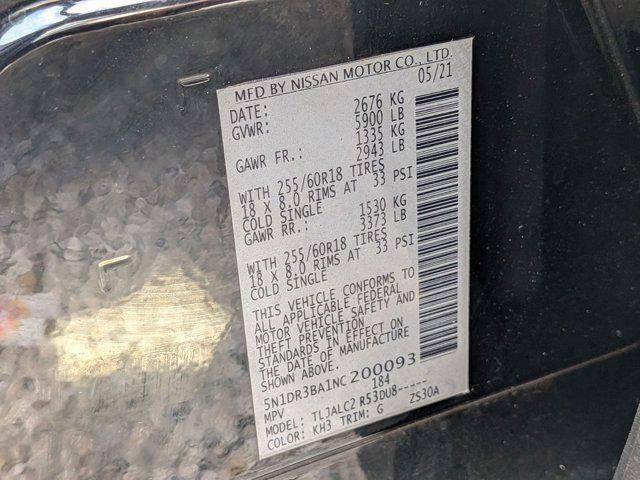 MFD BY NISSAN MOTOR CO., LTD.
DATE: 05/21
GVWR: 2676 KG
5900 LB
GAWR FR.: 1335 KG
2943 LB
WITH 255/60R18 TIRES
18 X 8.0 RIMS AT 33 PSI
COLD SINGLE
GAWR RR.: 1530 KG
3373 LB
WITH 255/60R18 TIRES
18 X 8.0 RIMS AT 33 PSI
COLD SINGLE
THIS VEHICLE CONFORMS TO
ALL APPLICABLE FEDERAL
MOTOR VEHICLE SAFETY AND
THEFT PREVENTION
STANDARDS IN EFFECT ON
THE DATE OF MANUFACTURE
SHOWN ABOVE.
5N1DR3BA1NC200093
MPV 184
MODEL: TLJALC2 R53DU8-----
COLOR: KH3 TRIM: G ZS30A